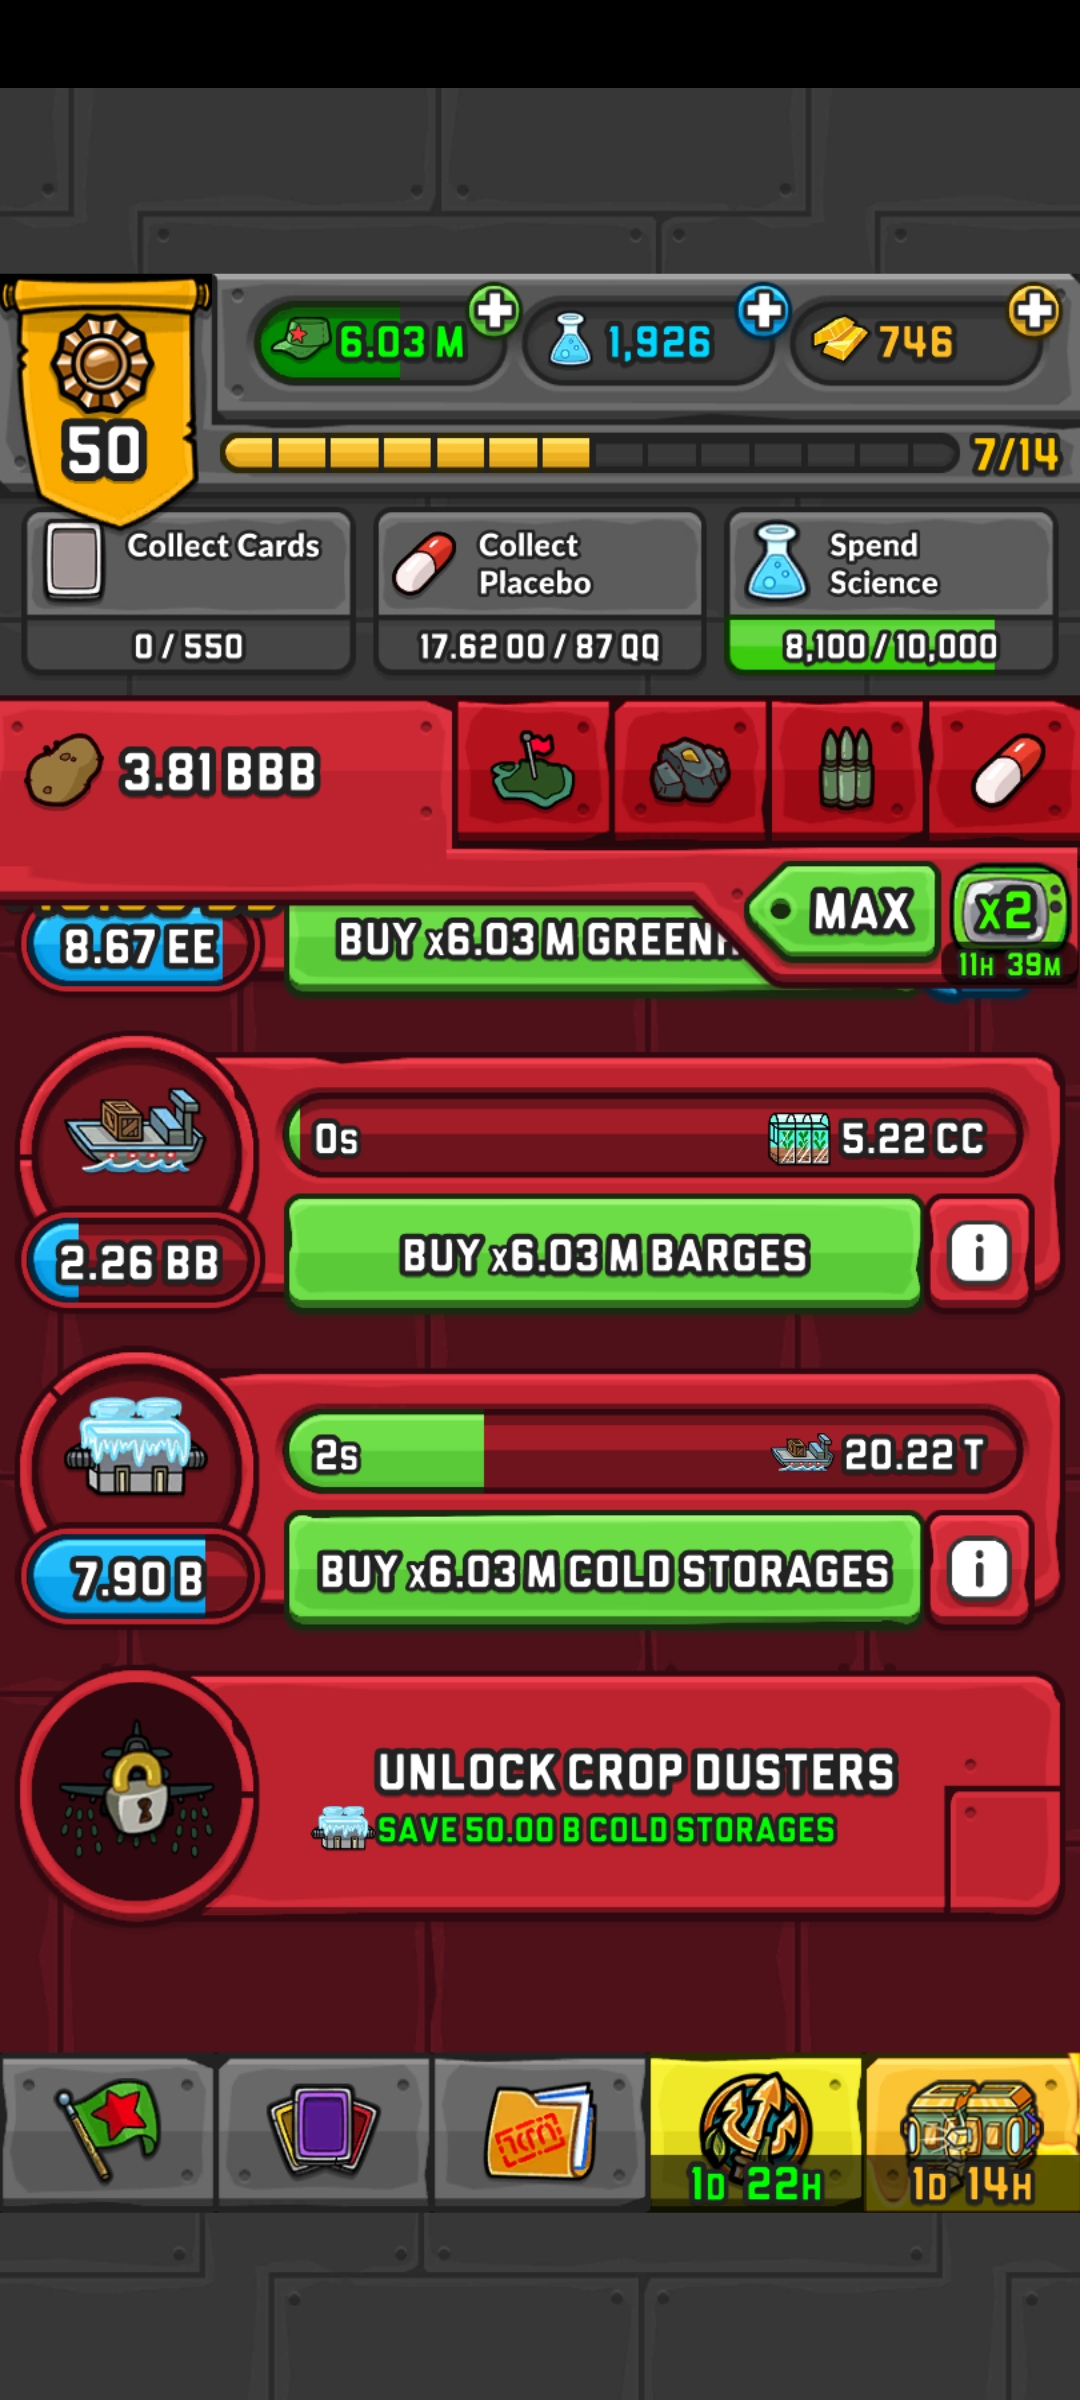 6.03 M
1,926
746
50
7/14
Collect Cards
0 / 550
Collect
Placebo
17.62 OO / 87 QQ
Spend
Science
8,100 / 10,000
3.81 BBB
MAX
x2
11H 39M
8.67 EE
BUY x6.03 M
0s
5.22 CC
2.26 BB
BUY x6.03 M BARGES
i
2s
20.22 T
7.90 B
BUY x6.03 M COLD STORAGES
i
UNLOCK CROP DUSTERS
SAVE 50.00 B COLD STORAGES
1D 22H
1D 14H